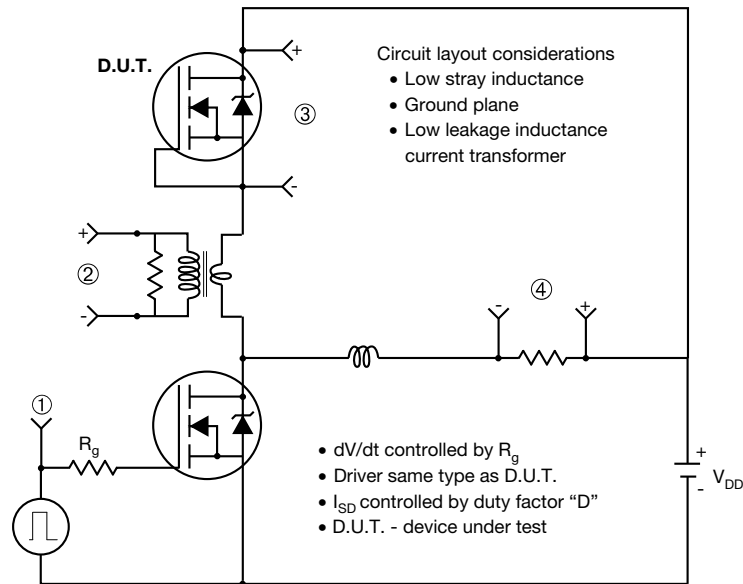 D.U.T.
+
Circuit layout considerations
• Low stray inductance
• Ground plane
• Low leakage inductance
current transformer
③
-
+
②
-
④
-
+
①
R_g
• dV/dt controlled by R_g
• Driver same type as D.U.T.
• I_SD controlled by duty factor “D”
• D.U.T. - device under test
+
-
V_DD